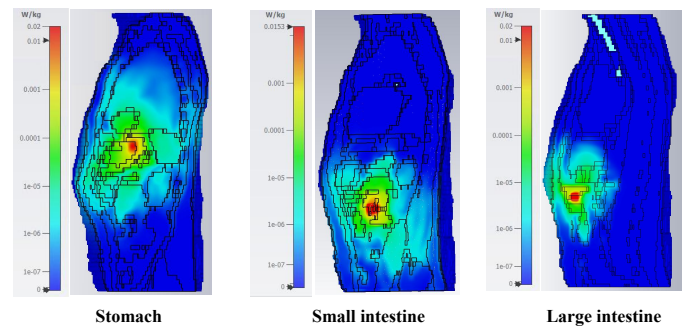 W/kg
0.02
0.01
0.001
0.0001
1e-05
1e-06
1e-07
0
Stomach
W/kg
0.0153
0.001
0.0001
1e-05
1e-06
1e-07
0
Small intestine
W/kg
0.02
0.01
0.001
0.0001
1e-05
1e-06
1e-07
0
Large intestine